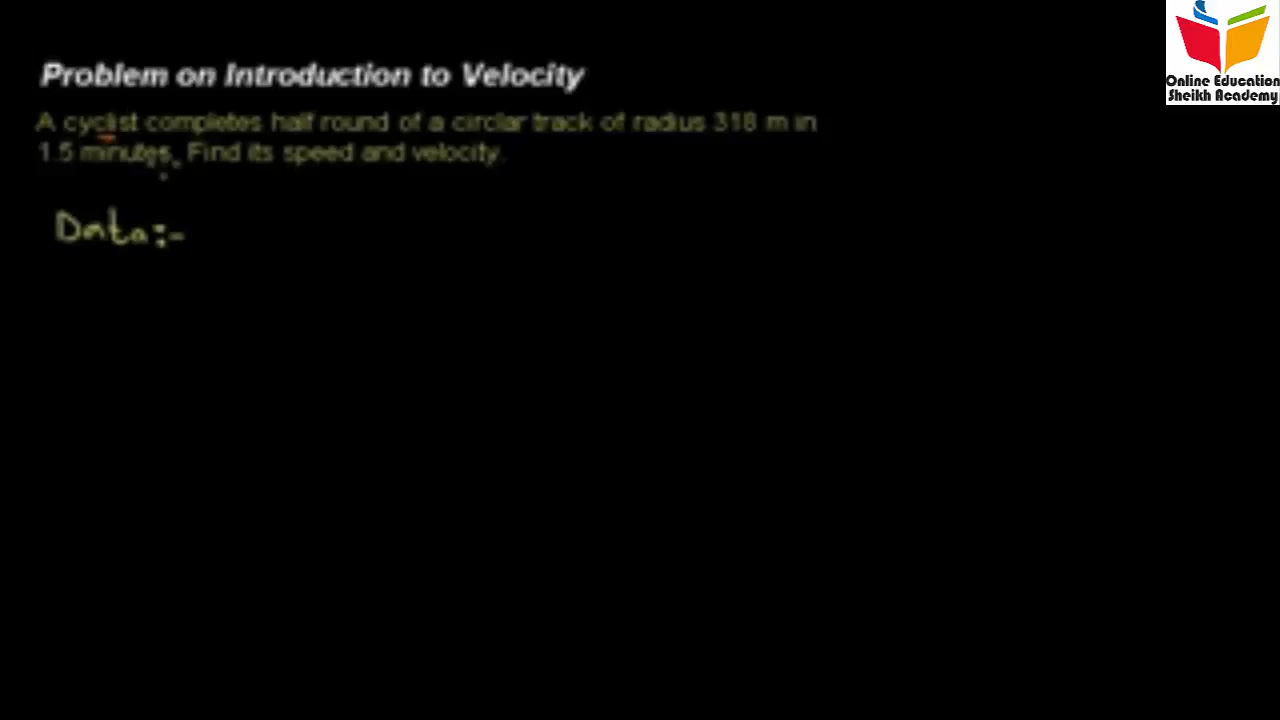 Online Education
Sheikh Academy
Problem on Introduction to Velocity
A cyclist completes half round of a circlar track of radius 318 m in
1.5 minutes. Find its speed and velocity.
Data:-